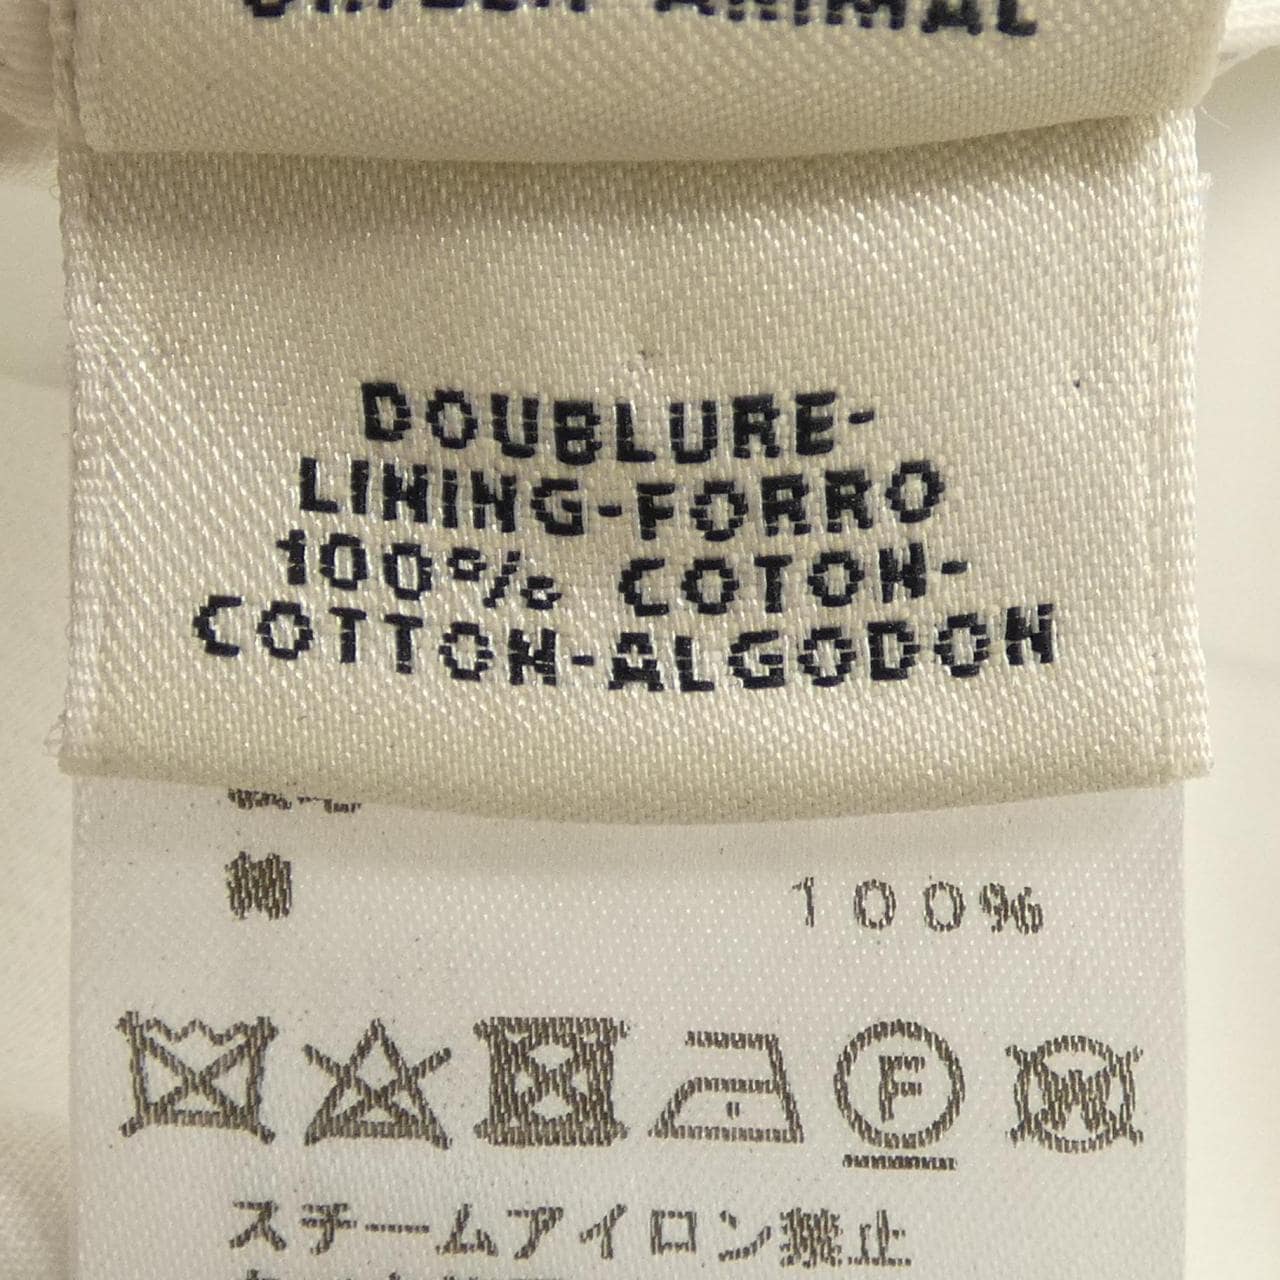 ANIMAL
DOUBLURE-
LINING-FORRO
100% COTON-
COTTON-ALGODON
綿 100%
F
W
スチームアイロン禁止